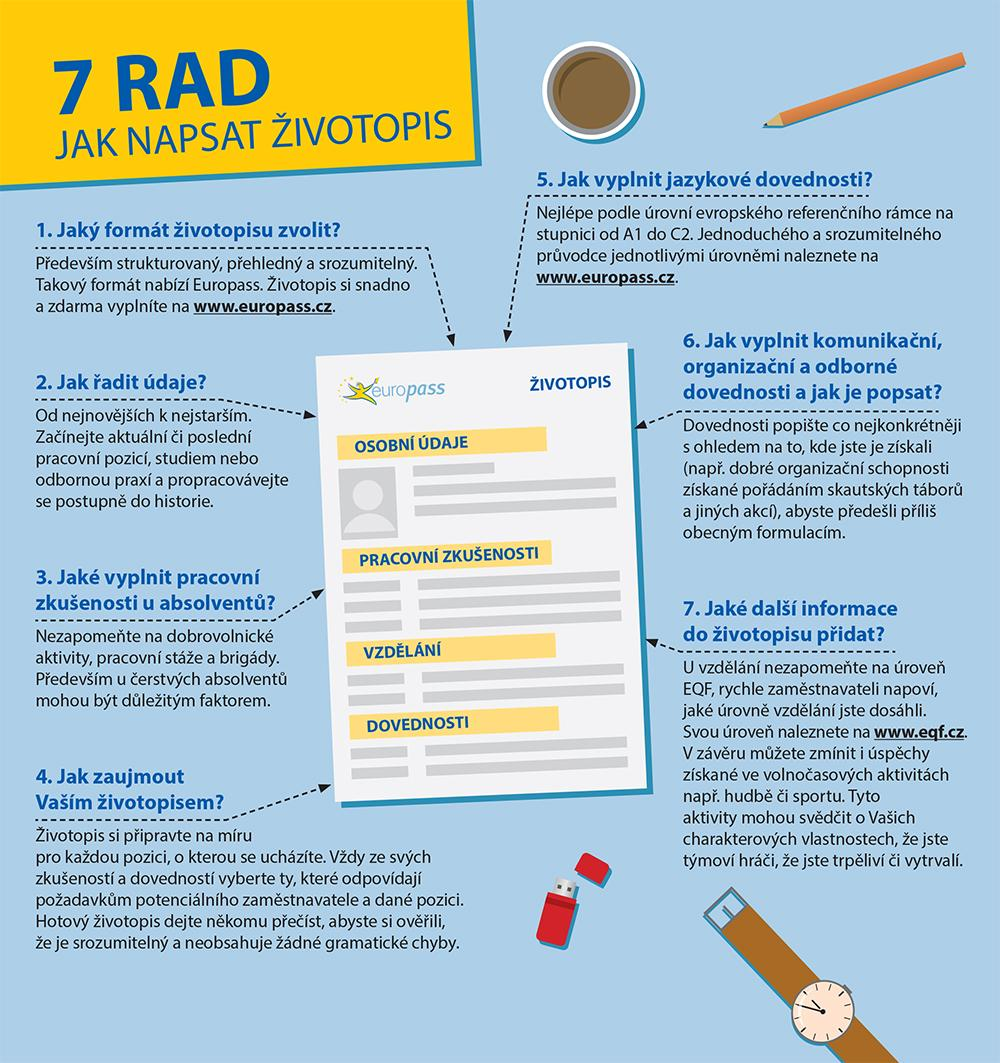 7 RAD
JAK NAPSAT ŽIVOTOPIS
1. Jaký formát životopisu zvolit?
Především strukturovaný, přehledný a srozumitelný.
Takový formát nabízí Europass. Životopis si snadno
a zdarma vyplníte na www.europass.cz.
2. Jak řadit údaje?
Od nejnovějších k nejstarším.
Začínejte aktuální či poslední
pracovní pozicí, studiem nebo
odbornou praxí a propracovávejte
se postupně do historie.
3. Jaké vyplnit pracovní
zkušenosti u absolventů?
Nezapomeňte na dobrovolnické
aktivity, pracovní stáže a brigády.
Především u čerstvých absolventů
mohou být důležitým faktorem.
4. Jak zaujmout
Vaším životopisem?
Životopis si připravte na míru
pro každou pozici, o kterou se ucházíte. Vždy ze svých
zkušeností a dovedností vyberte ty, které odpovídají
požadavkům potenciálního zaměstnavatele a dané pozici.
Hotový životopis dejte někomu přečíst, abyste si ověřili,
že je srozumitelný a neobsahuje žádné gramatické chyby.
europass
ŽIVOTOPIS
OSOBNÍ ÚDAJE
PRACOVNÍ ZKUŠENOSTI
VZDĚLÁNÍ
DOVEDNOSTI
5. Jak vyplnit jazykové dovednosti?
Nejlépe podle úrovní evropského referenčního rámce na
stupnici od A1 do C2. Jednoduchého a srozumitelného
průvodce jednotlivými úrovněmi naleznete na
www.europass.cz.
6. Jak vyplnit komunikační,
organizační a odborné
dovednosti a jak je popsat?
Dovednosti popište co nejkonkrétněji
s ohledem na to, kde jste je získali
(např. dobré organizační schopnosti
získané pořádáním skautských táborů
a jiných akcí), abyste předešli příliš
obecným formulacím.
7. Jaké další informace
do životopisu přidat?
U vzdělání nezapomeňte na úroveň
EQF, rychle zaměstnavateli napoví,
jaké úrovně vzdělání jste dosáhli.
Svou úroveň naleznete na www.eqf.cz.
V závěru můžete zmínit i úspěchy
získané ve volnočasových aktivitách
např. hudbě či sportu. Tyto
aktivity mohou svědčit o Vašich
charakterových vlastnostech, že jste
týmoví hráči, že jste trpěliví či vytrvalí.